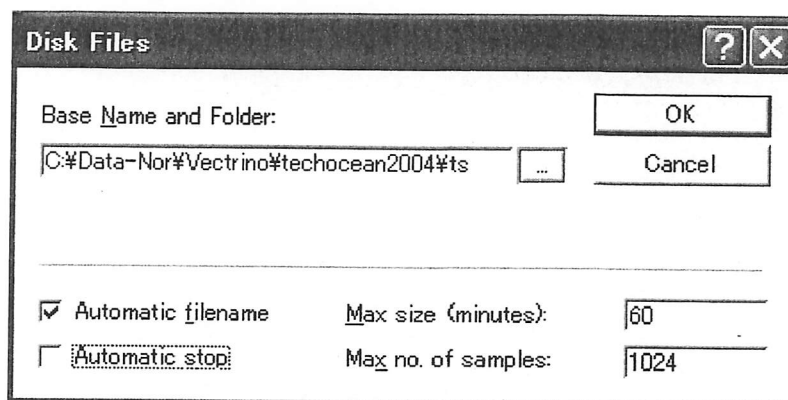 Disk Files
Base Name and Folder:
OK
C:¥Data-Nor¥Vectrino¥techocean2004¥ts
...
Cancel
Automatic filename
Max size (minutes):
60
Automatic stop
Max no. of samples:
1024